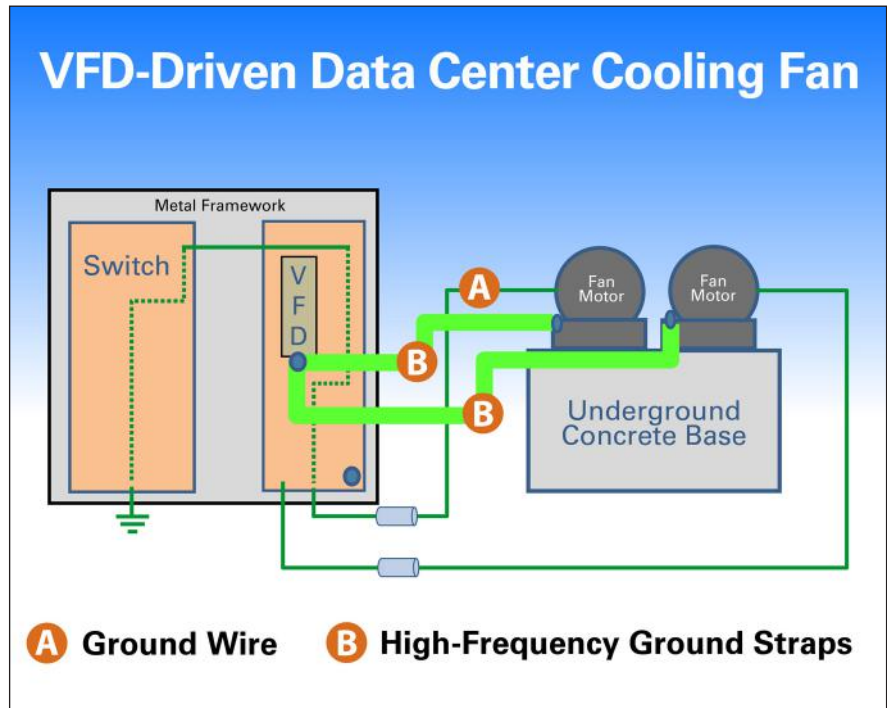 VFD-Driven Data Center Cooling Fan
Metal Framework
Switch
V
F
D
A
Fan
Motor
Fan
Motor
B
B
Underground
Concrete Base
A Ground Wire
B High-Frequency Ground Straps